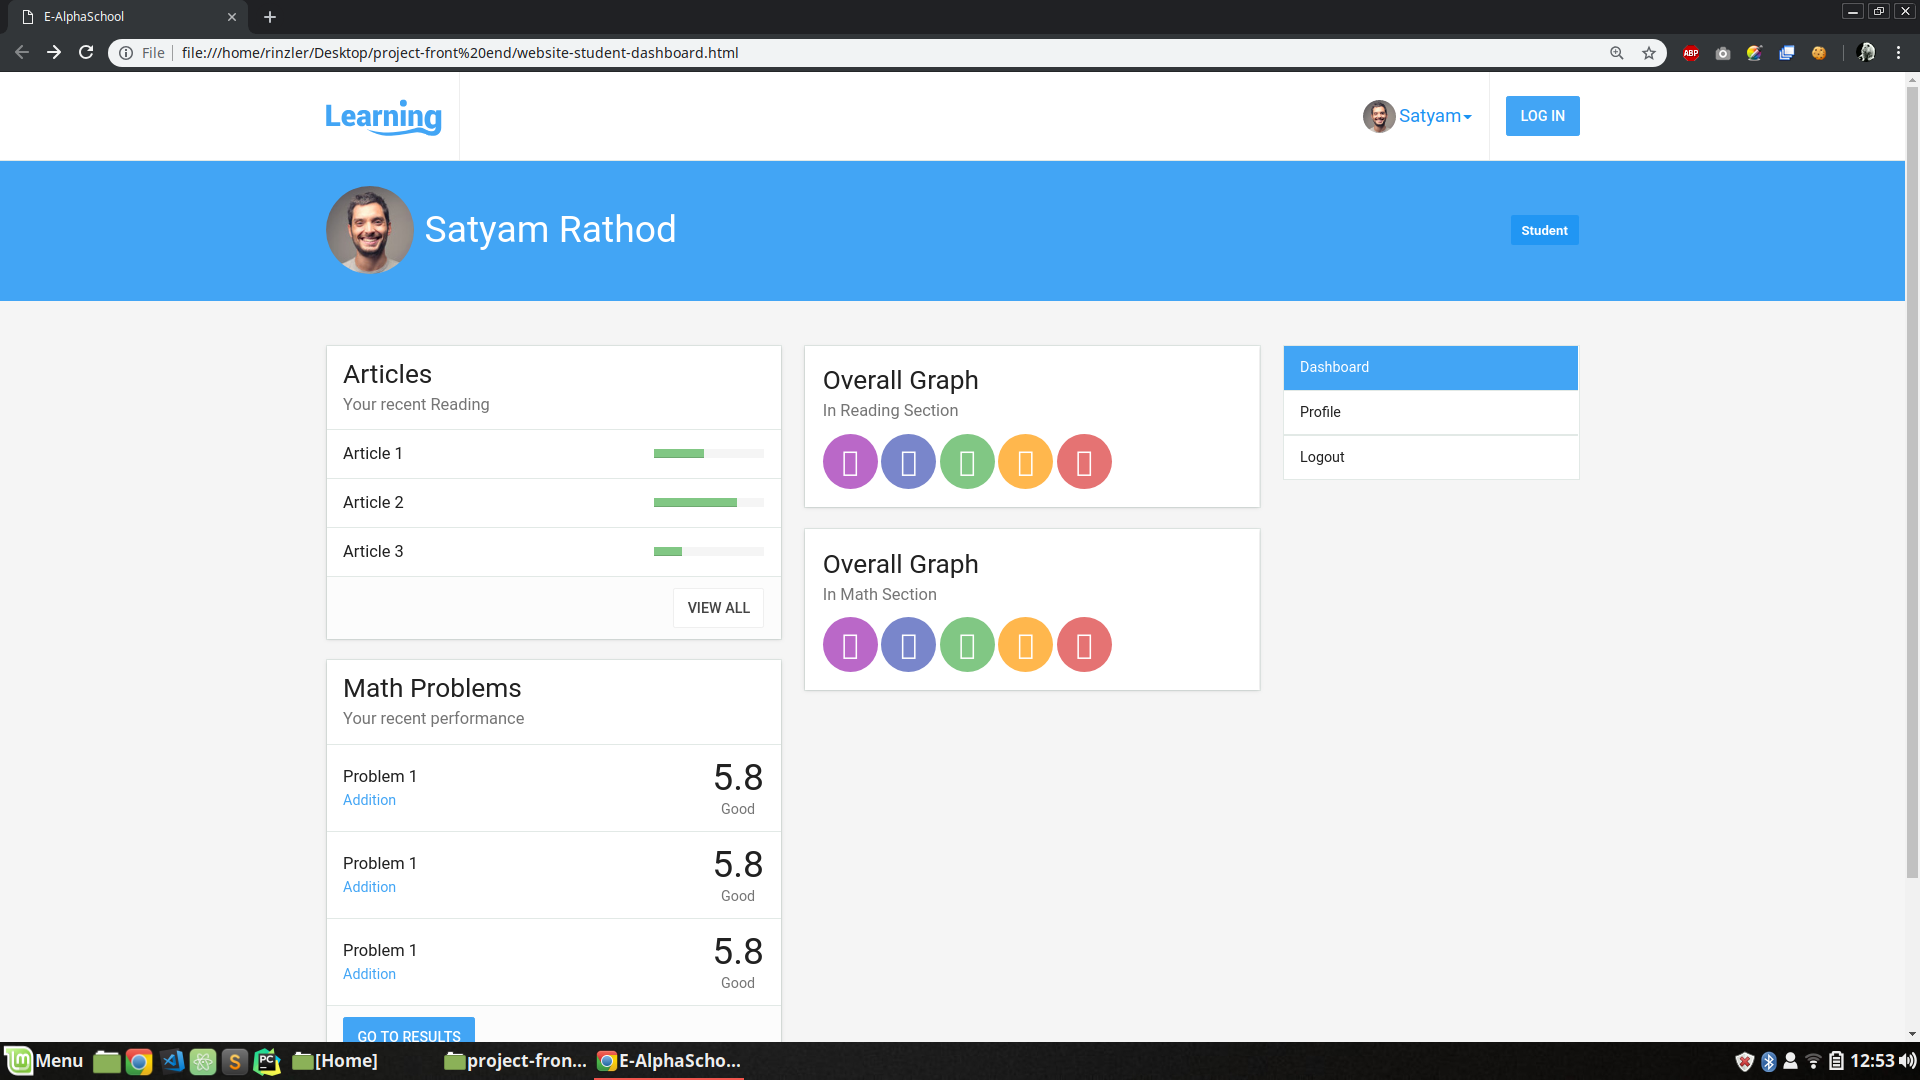 E-AlphaSchool
File
file:///home/rinzler/Desktop/project-front%20end/website-student-dashboard.html
ABP
Learning
Satyam
LOG IN
Satyam Rathod
Student
Articles
Your recent Reading
Article 1
Article 2
Article 3
VIEW ALL
Math Problems
Your recent performance
Problem 1
Addition
5.8
Good
Problem 1
Addition
5.8
Good
Problem 1
Addition
5.8
Good
GO TO RESULTS
Overall Graph
In Reading Section
Overall Graph
In Math Section
Dashboard
Profile
Logout
Menu
S
PC
[Home]
project-fron...
E-AlphaScho...
12:53